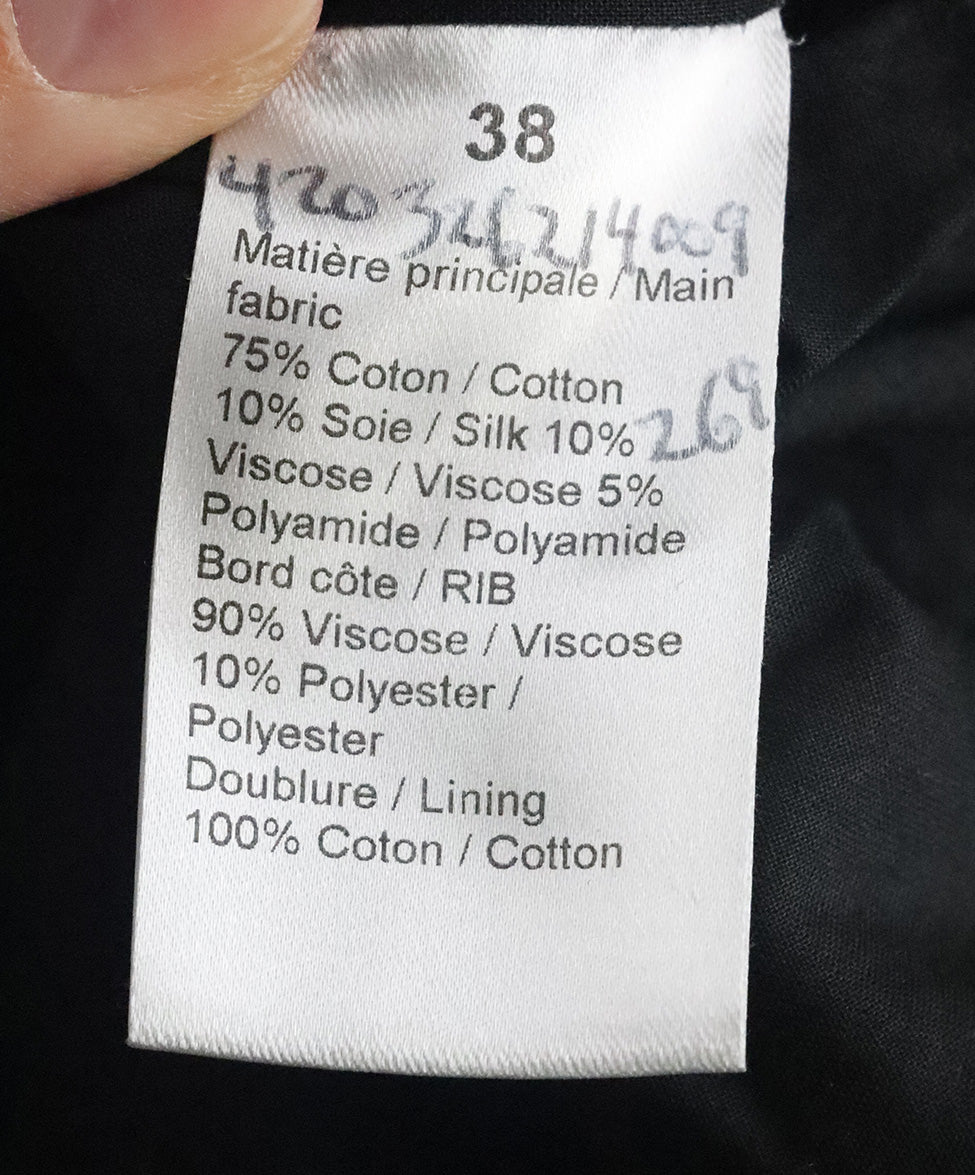 38
420326214009
Matière principale / Main
fabric
75% Coton / Cotton
10% Soie / Silk 10%
269
Viscose / Viscose 5%
Polyamide / Polyamide
Bord côte / RIB
90% Viscose / Viscose
10% Polyester /
Polyester
Doublure / Lining
100% Coton / Cotton